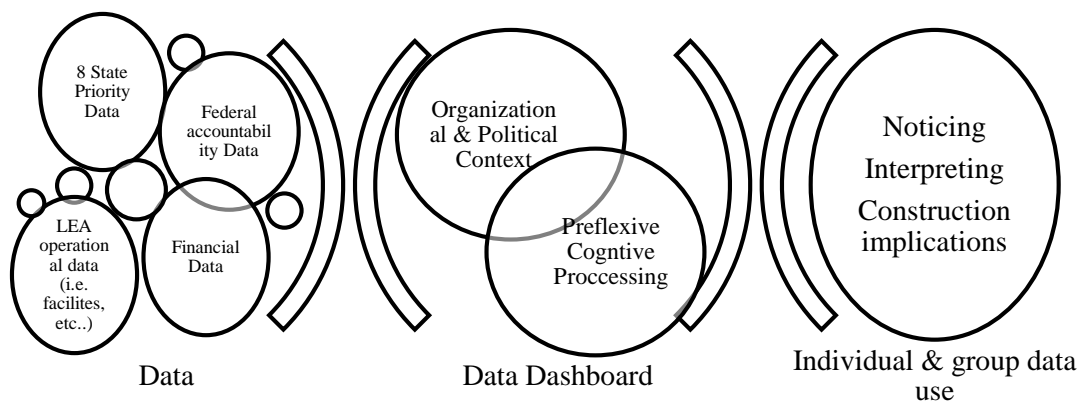 8 State
Priority
Data
Federal
accountabil
ity Data
LEA
operation
al data
(i.e.
facilites,
etc..)
Financial
Data
Data
Organization
al & Political
Context
Preflexive
Cogntive
Proccessing
Data Dashboard
Noticing
Interpreting
Construction
implications
Individual & group data
use